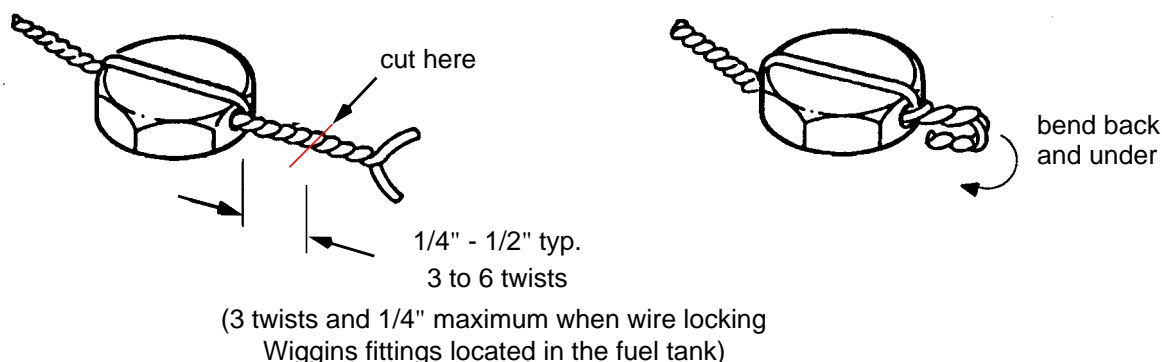 cut here
bend back
and under
1/4" - 1/2" typ.
3 to 6 twists
(3 twists and 1/4" maximum when wire locking
Wiggins fittings located in the fuel tank)